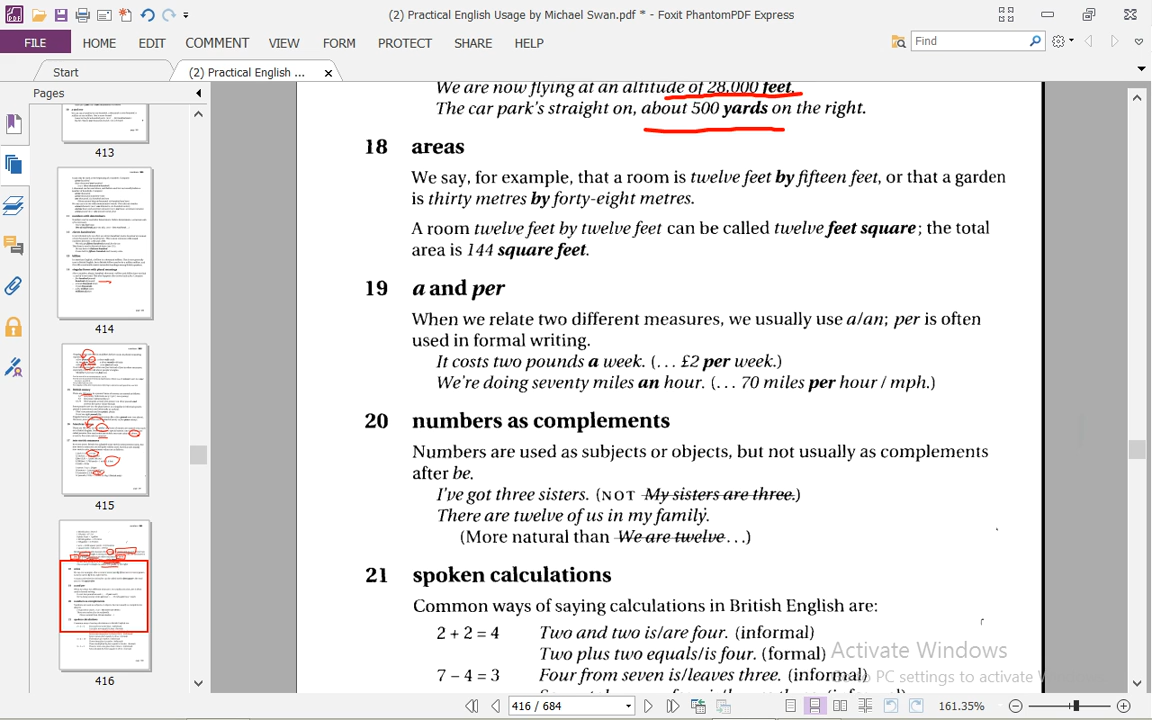 (2) Practical English Usage by Michael Swan.pdf * - Foxit PhantomPDF Express
FILE HOME EDIT COMMENT VIEW FORM PROTECT SHARE HELP Find
Start (2) Practical English ...
Pages
413
414
415
416
We are now flying at an altitude of 28,000 feet.
The car park's straight on, about 500 yards on the right.
18 areas
We say, for example, that a room is twelve feet by fifteen feet, or that a garden
is thirty metres by forty-eight metres.
A room twelve feet by twelve feet can be called twelve feet square; the total
area is 144 square feet.
19 a and per
When we relate two different measures, we usually use a/an; per is often
used in formal writing.
It costs two pounds a week. (... £2 per week.)
We're doing seventy miles an hour. (... 70 miles per hour / mph.)
20 numbers as complements
Numbers are used as subjects or objects, but not usually as complements
after be.
I've got three sisters. (NOT My sisters are three.)
There are twelve of us in my family.
(More natural than We are twelve ...)
21 spoken calculations
Common ways of saying calculations in British English are:
2 + 2 = 4 Two and two is/are four. (informal)
Two plus two equals/is four. (formal)
7 – 4 = 3 Four from seven is/leaves three. (informal)
Activate Windows
Go to PC settings to activate
416 / 684
161.35%